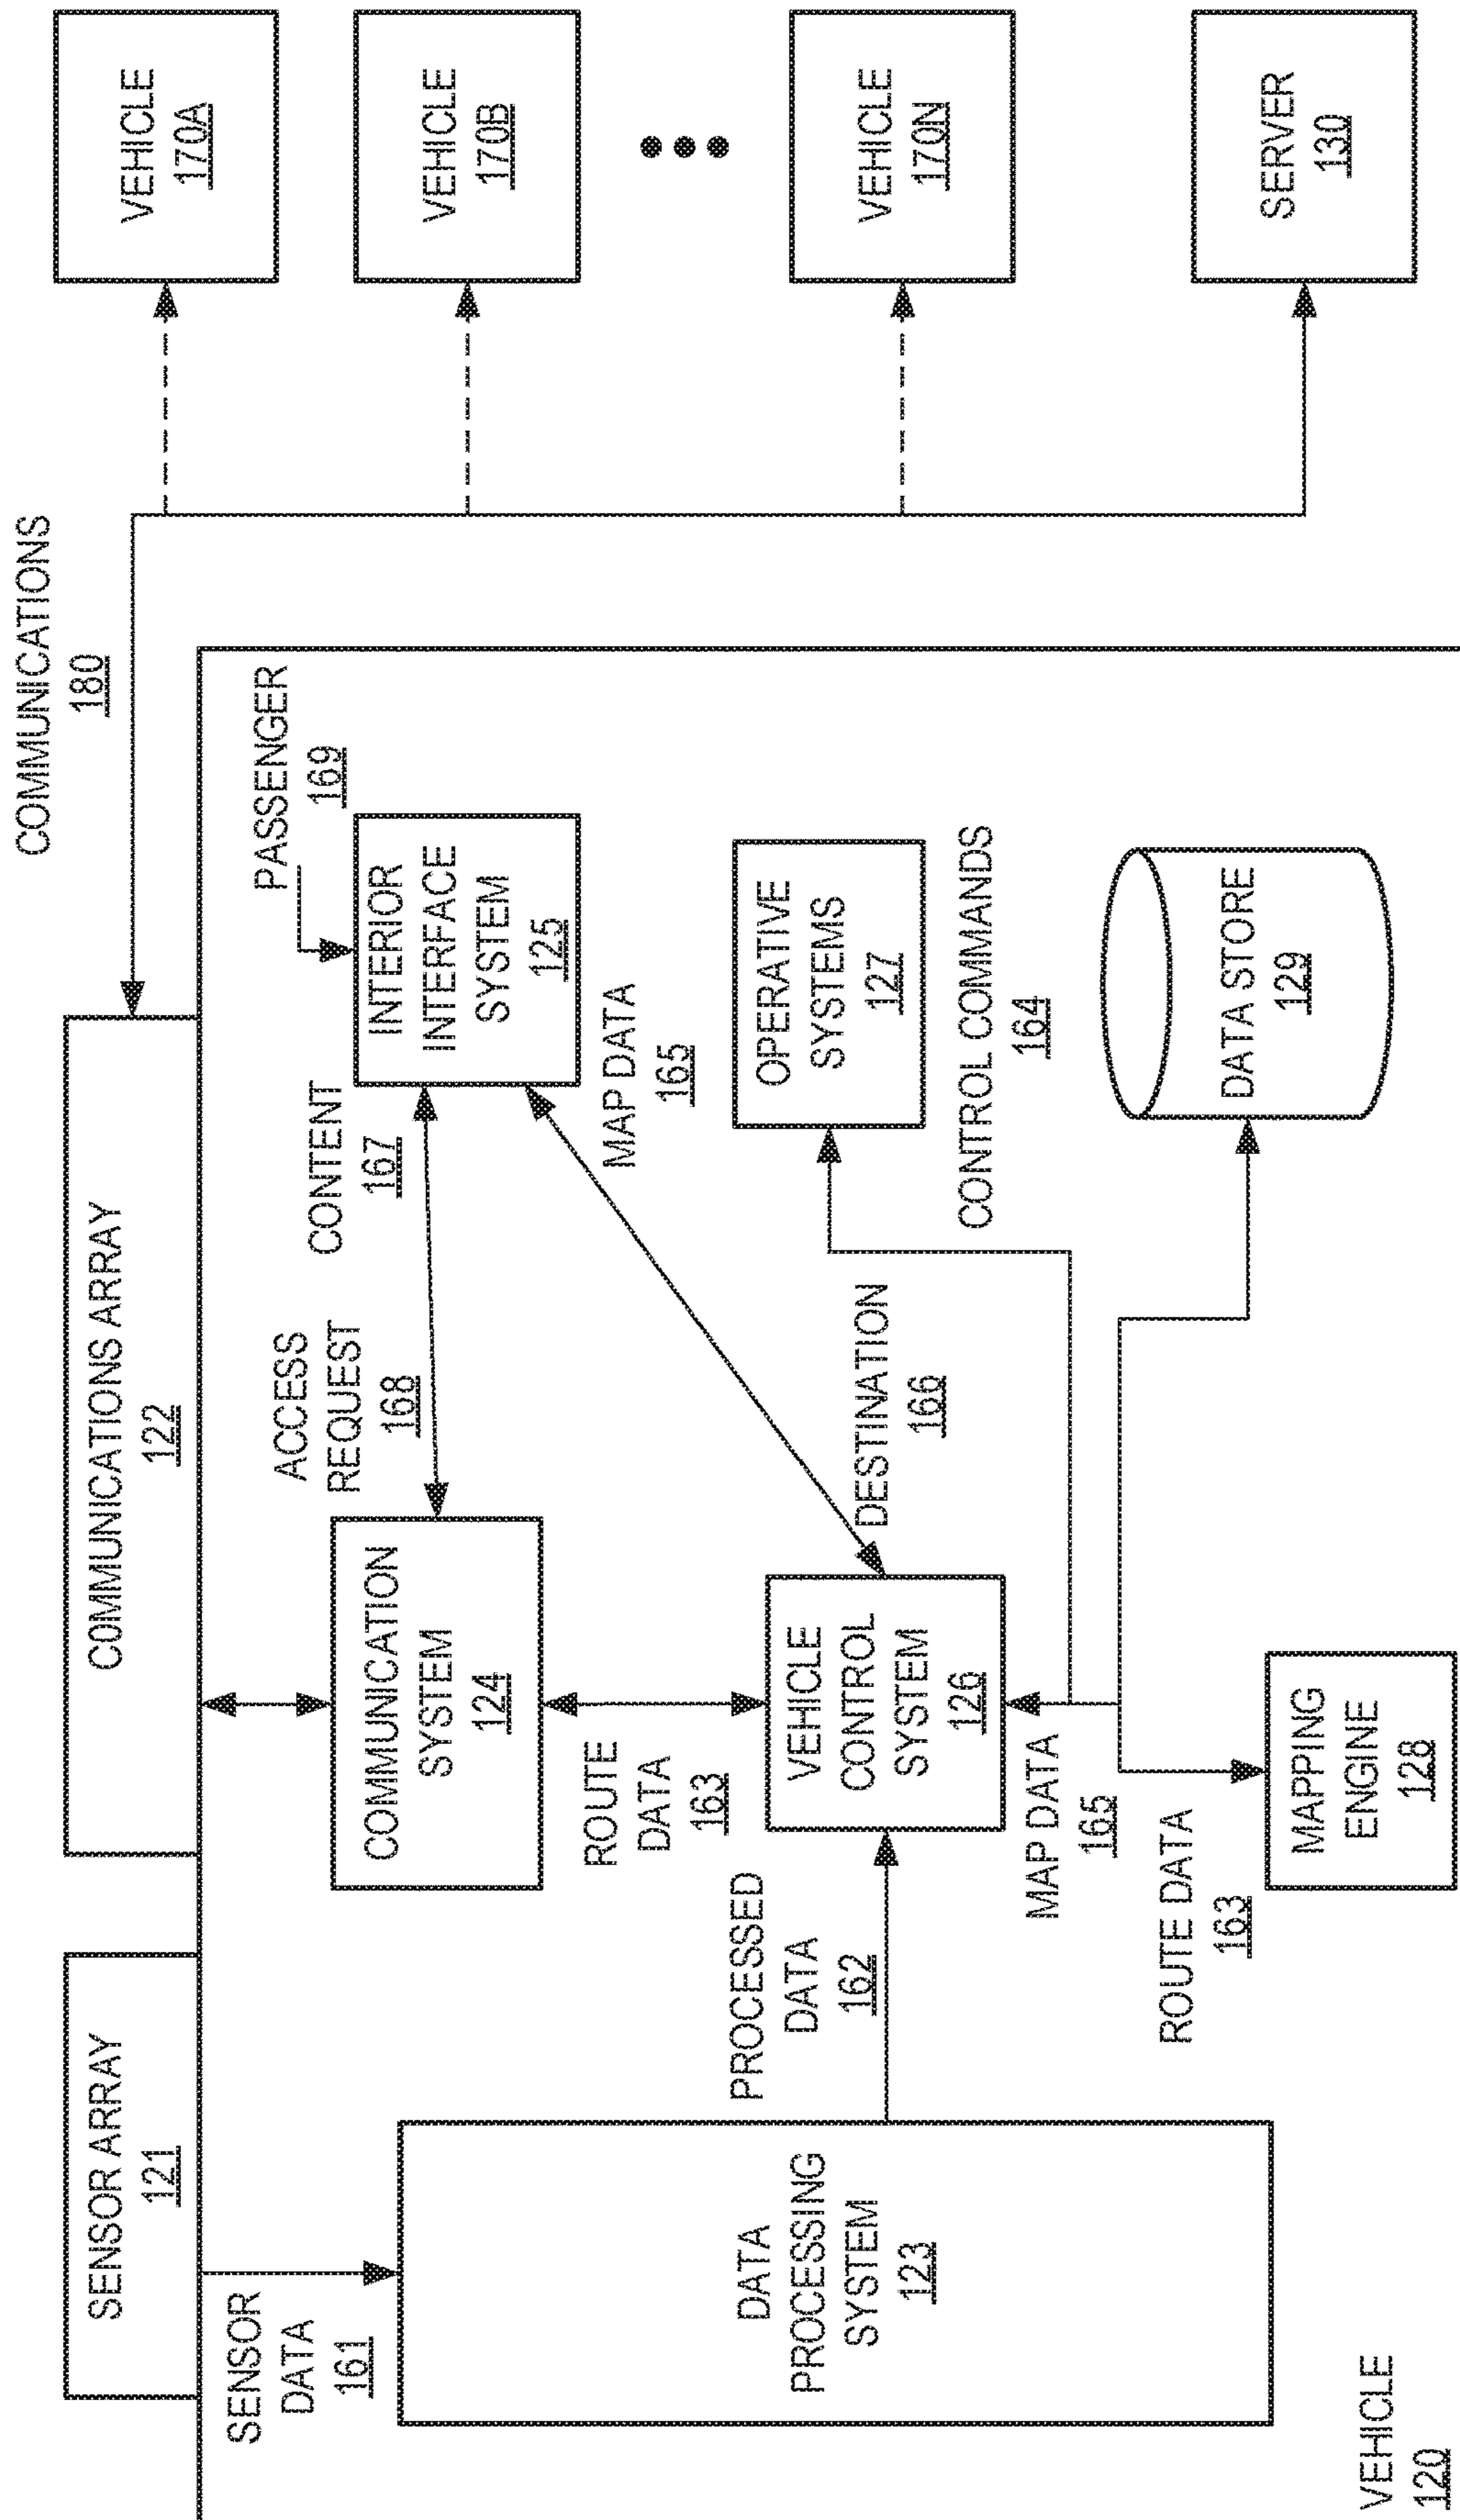 SENSOR ARRAY
121
COMMUNICATIONS ARRAY
122
COMMUNICATIONS
180
SENSOR
DATA
161
DATA
PROCESSING
SYSTEM
123
PROCESSED
DATA
162
COMMUNICATION
SYSTEM
124
ACCESS
REQUEST
168
CONTENT
167
PASSENGER
169
INTERIOR
INTERFACE
SYSTEM
125
MAP DATA
165
ROUTE
DATA
163
VEHICLE
CONTROL
SYSTEM
126
DESTINATION
166
OPERATIVE
SYSTEMS
127
CONTROL COMMANDS
164
MAP DATA
165
ROUTE DATA
163
MAPPING
ENGINE
128
DATA STORE
129
VEHICLE
120
VEHICLE
170A
VEHICLE
170B
VEHICLE
170N
SERVER
130